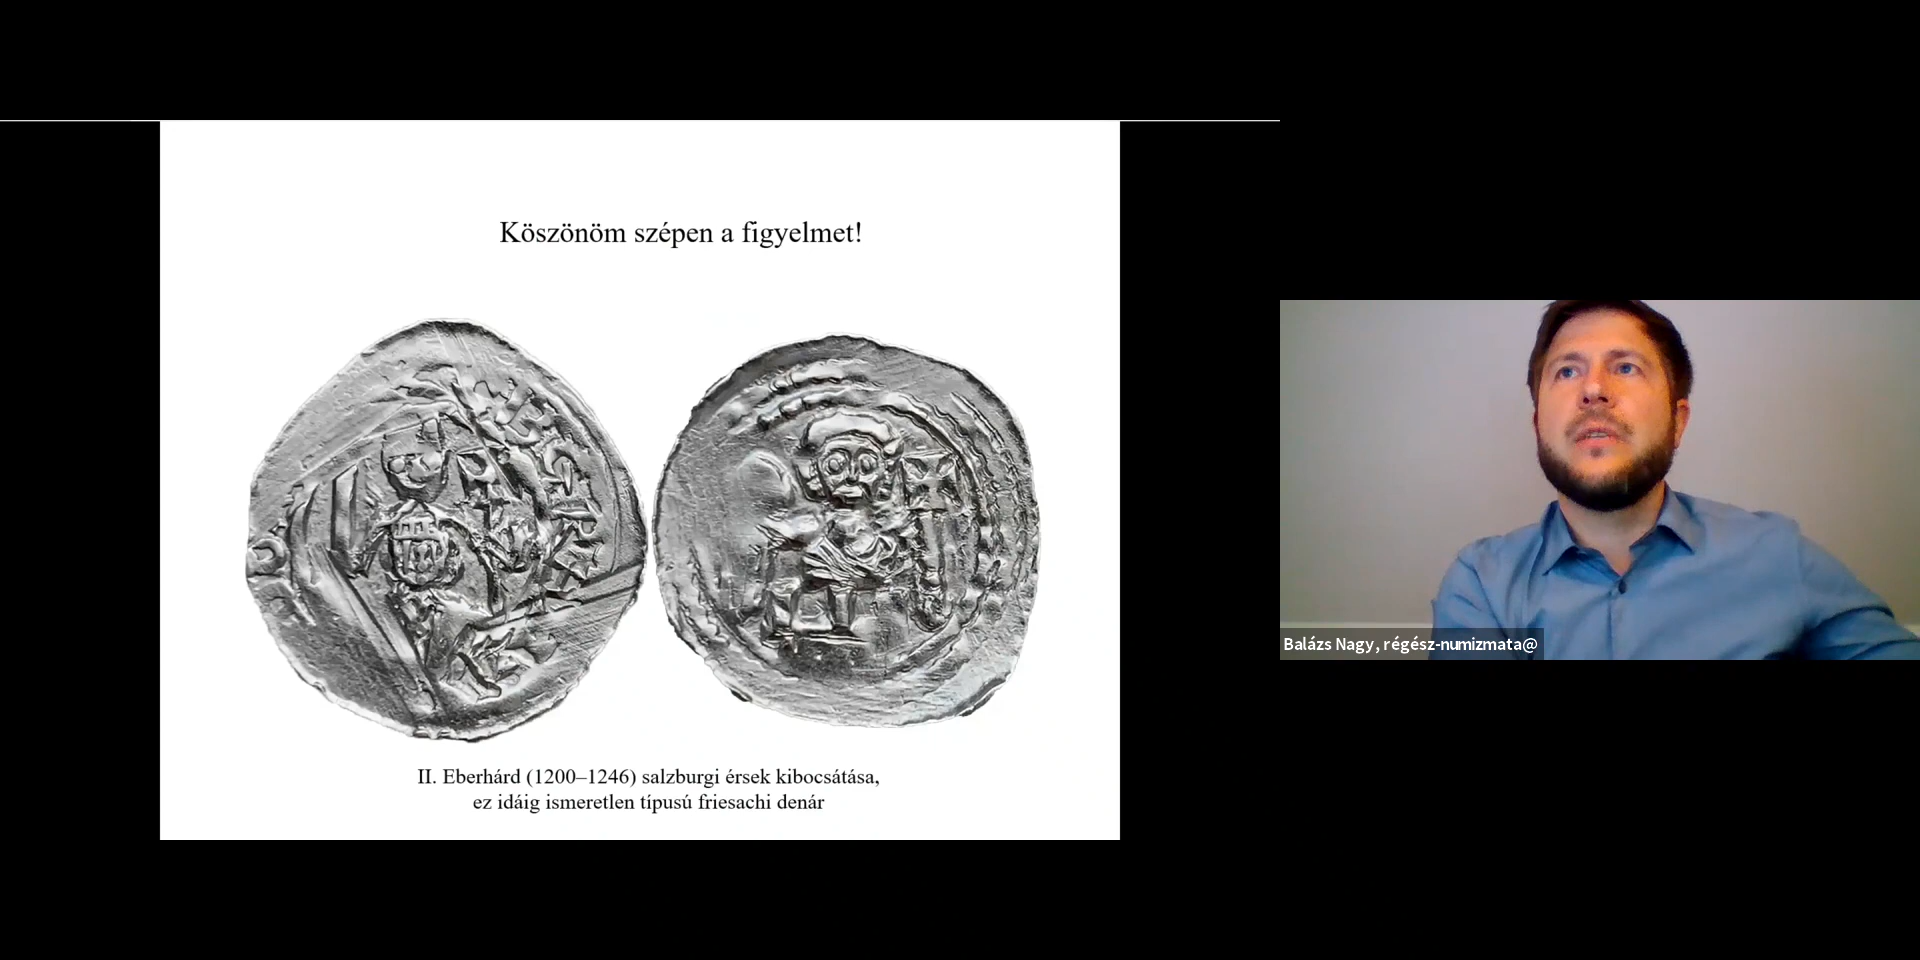 Köszönöm szépen a figyelmet!
II. Eberhárd (1200–1246) salzburgi érsek kibocsátása,
ez idáig ismeretlen típusú friesachi denár
Balázs Nagy, régész-numizmata@